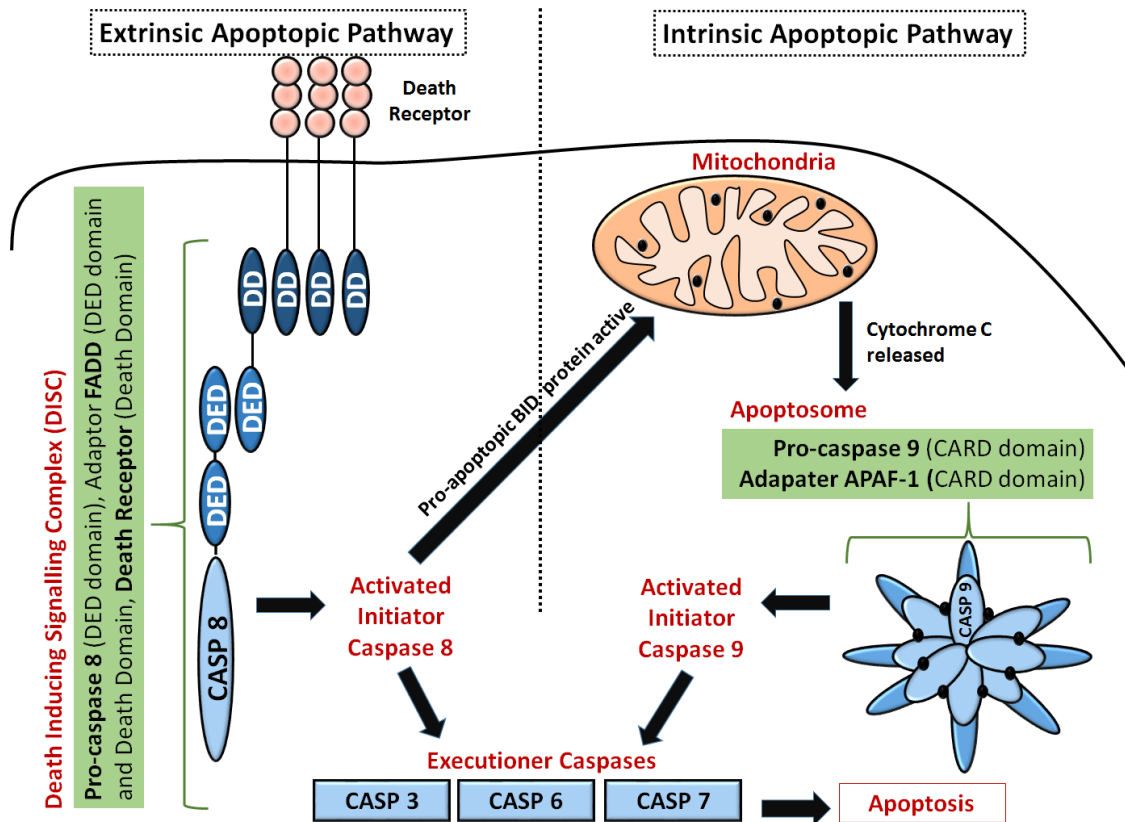 Extrinsic Apoptopic Pathway
Intrinsic Apoptopic Pathway
Death
Receptor
Mitochondria
Death Inducing Signalling Complex (DISC)
Pro-caspase 8 (DED domain), Adaptor FADD (DED domain
and Death Domain, Death Receptor (Death Domain)
DD
DD
DD
DD
DED
DED
DED
CASP 8
Pro-apoptopic BID protein active
Cytochrome C
released
Apoptosome
Pro-caspase 9 (CARD domain)
Adapater APAF-1 (CARD domain)
CASP 9
Activated
Initiator
Caspase 8
Activated
Initiator
Caspase 9
Executioner Caspases
CASP 3
CASP 6
CASP 7
Apoptosis